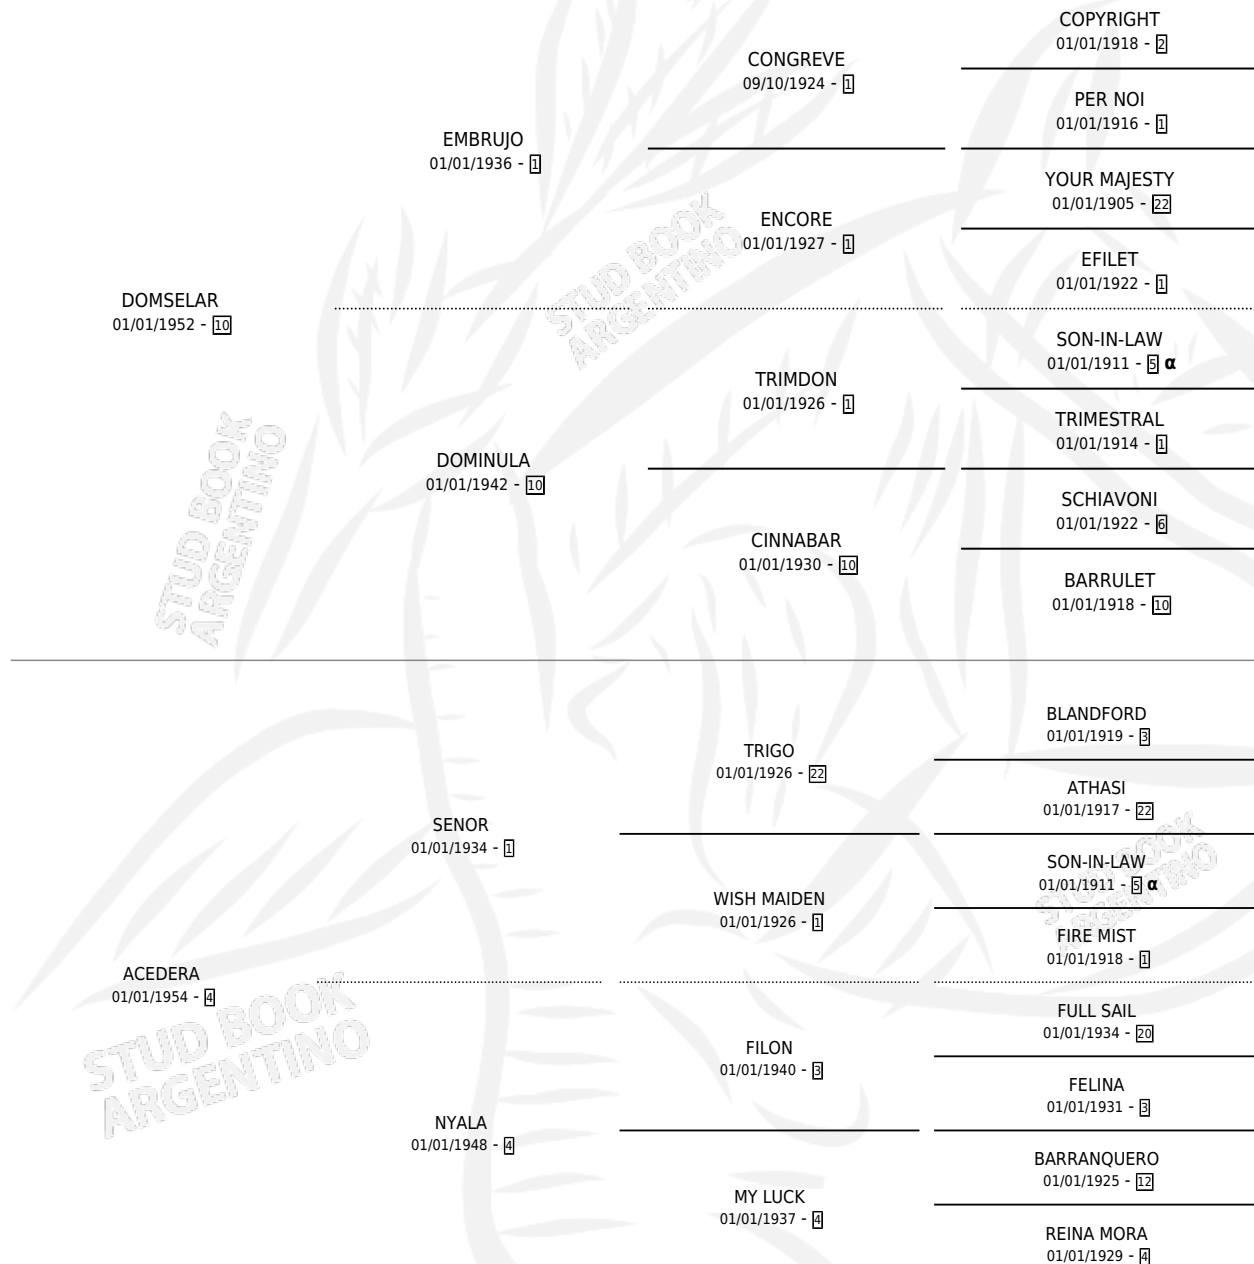 COPYRIGHT
01/01/1918 - 2
CONGREVE
09/10/1924 - 1
PER NOI
01/01/1916 - 1
EMBRUJO
01/01/1936 - 1
YOUR MAJESTY
01/01/1905 - 22
ENCORE
01/01/1927 - 1
EFILET
01/01/1922 - 1
DOMSELAR
01/01/1952 - 10
SON-IN-LAW
01/01/1911 - 5 α
TRIMDON
01/01/1926 - 1
TRIMESTRAL
01/01/1914 - 1
DOMINULA
01/01/1942 - 10
SCHIAVONI
01/01/1922 - 6
CINNABAR
01/01/1930 - 10
BARRULET
01/01/1918 - 10
STUD BOOK
ARGENTINO
STUD BOOK
ARGENTINO
BLANDFORD
01/01/1919 - 3
TRIGO
01/01/1926 - 22
ATHASI
01/01/1917 - 22
SENOR
01/01/1934 - 1
SON-IN-LAW
01/01/1911 - 5 α
WISH MAIDEN
01/01/1926 - 1
FIRE MIST
01/01/1918 - 1
ACEDERA
01/01/1954 - 4
FULL SAIL
01/01/1934 - 20
FILON
01/01/1940 - 3
FELINA
01/01/1931 - 3
NYALA
01/01/1948 - 4
BARRANQUERO
01/01/1925 - 12
MY LUCK
01/01/1937 - 4
REINA MORA
01/01/1929 - 4
STUD BOOK
ARGENTINO
STUD BOOK
ARGENTINO